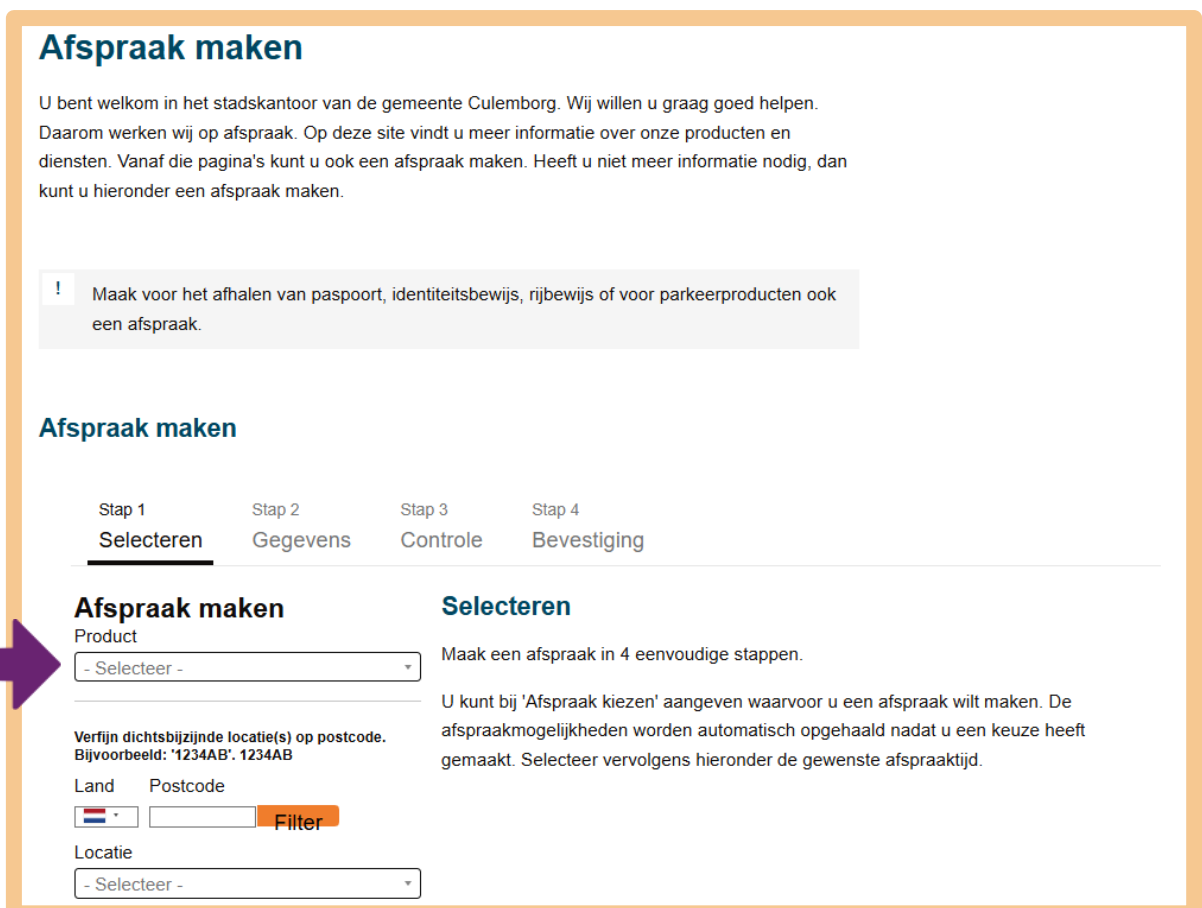 Afspraak maken
U bent welkom in het stadskantoor van de gemeente Culemborg. Wij willen u graag goed helpen.
Daarom werken wij op afspraak. Op deze site vindt u meer informatie over onze producten en
diensten. Vanaf die pagina's kunt u ook een afspraak maken. Heeft u niet meer informatie nodig, dan
kunt u hieronder een afspraak maken.
! Maak voor het afhalen van paspoort, identiteitsbewijs, rijbewijs of voor parkeerproducten ook
een afspraak.
Afspraak maken
Stap 1 Stap 2 Stap 3 Stap 4
Selecteren Gegevens Controle Bevestiging
Afspraak maken
Product
- Selecteer -
Verfijn dichtsbijzijnde locatie(s) op postcode.
Bijvoorbeeld: '1234AB'. 1234AB
Land Postcode
Filter
Locatie
- Selecteer -
Selecteren
Maak een afspraak in 4 eenvoudige stappen.
U kunt bij 'Afspraak kiezen' aangeven waarvoor u een afspraak wilt maken. De
afspraakmogelijkheden worden automatisch opgehaald nadat u een keuze heeft
gemaakt. Selecteer vervolgens hieronder de gewenste afspraaktijd.